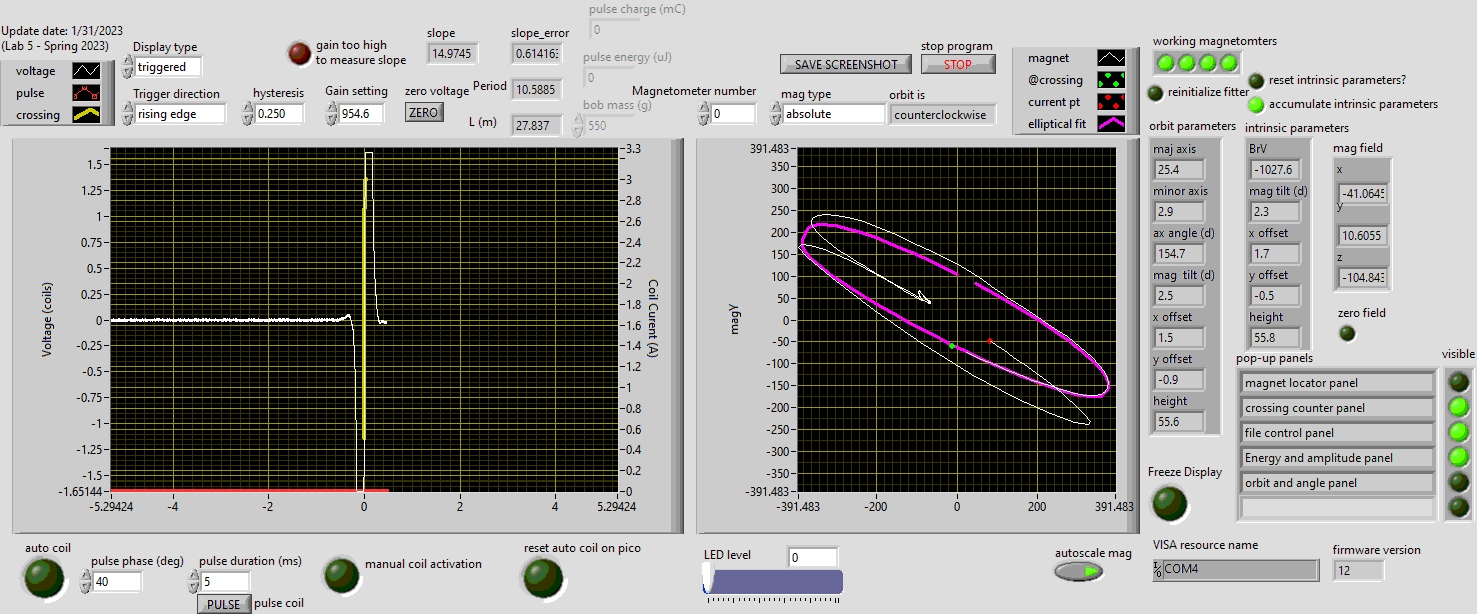 pulse charge (mC)
0
Update date: 1/31/2023
(Lab 5 - Spring 2023)
voltage
pulse
crossing
Display type
triggered
Trigger direction
rising edge
gain too high
to measure slope
hysteresis
0.250
Gain setting
954.6
zero voltage
ZERO
slope
14.9745
slope_error
Period
10.5885
L (m)
27.837
pulse energy (uJ)
0
bob mass (g)
550
Magnetometer number
0
SAVE SCREENSHOT
stop program
STOP
mag type
absolute
orbit is
counterclockwise
magnet
@crossing
current pt
elliptical fit
working magnetomters
reset intrinsic parameters?
reinitialize fitter
accumulate intrinsic parameters
orbit parameters
maj axis
25.4
minor axis
2.9
ax angle (d)
154.7
mag tilt (d)
2.5
x offset
1.5
y offset
-0.9
height
55.6
intrinsic parameters
BrV
-1027.6
mag tilt (d)
2.3
x offset
1.7
y offset
-0.5
height
55.8
mag field
x
-41.0645
y
10.6055
z
zero field
Voltage (coils)
1.5
1.25
1
0.75
0.5
0.25
0
-0.25
-0.5
-0.75
-1
-1.25
-1.5
-1.65144
-5.29424
-4
-2
0
2
4
5.29424
3.3
3
2.8
2.6
2.4
2.2
2
1.8
1.6
1.4
1.2
1
0.8
0.6
0.4
0.2
0
Coil Curent (A)
magY
391.483
350
300
250
200
150
100
50
0
-50
-100
-150
-200
-250
-300
-350
-391.483
-391.483
-200
0
200
391.483
pop-up panels
visible
magnet locator panel
crossing counter panel
file control panel
Energy and amplitude panel
orbit and angle panel
Freeze Display
auto coil
pulse phase (deg)
40
pulse duration (ms)
5
PULSE
pulse coil
manual coil activation
reset auto coil on pico
LED level
0
autoscale mag
VISA resource name
COM4
firmware version
12